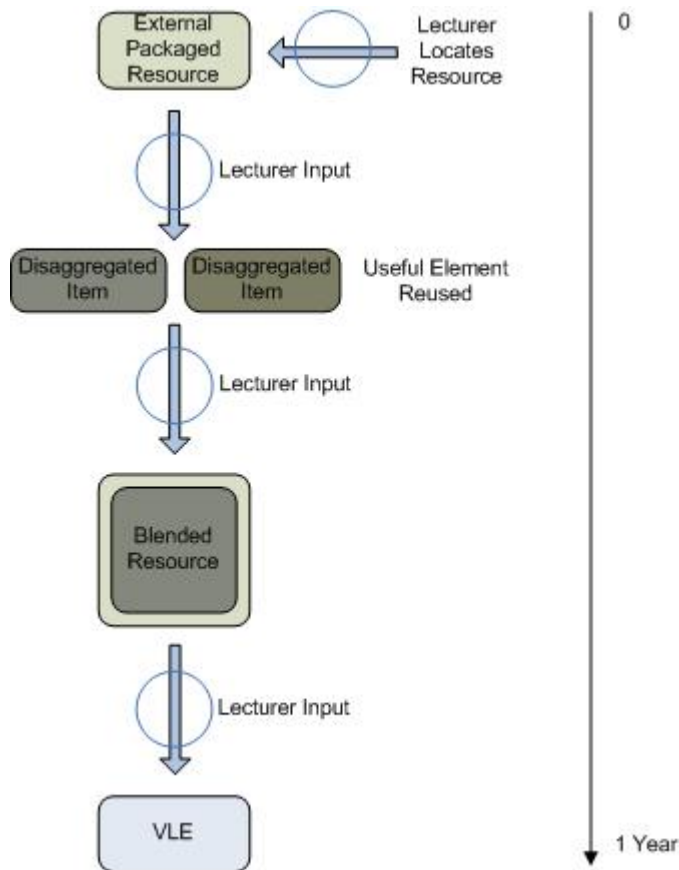 External
Packaged
Resource
Lecturer
Locates
Resource
0
Lecturer Input
Disaggregated
Item
Disaggregated
Item
Useful Element
Reused
Lecturer Input
Blended
Resource
Lecturer Input
VLE
1 Year